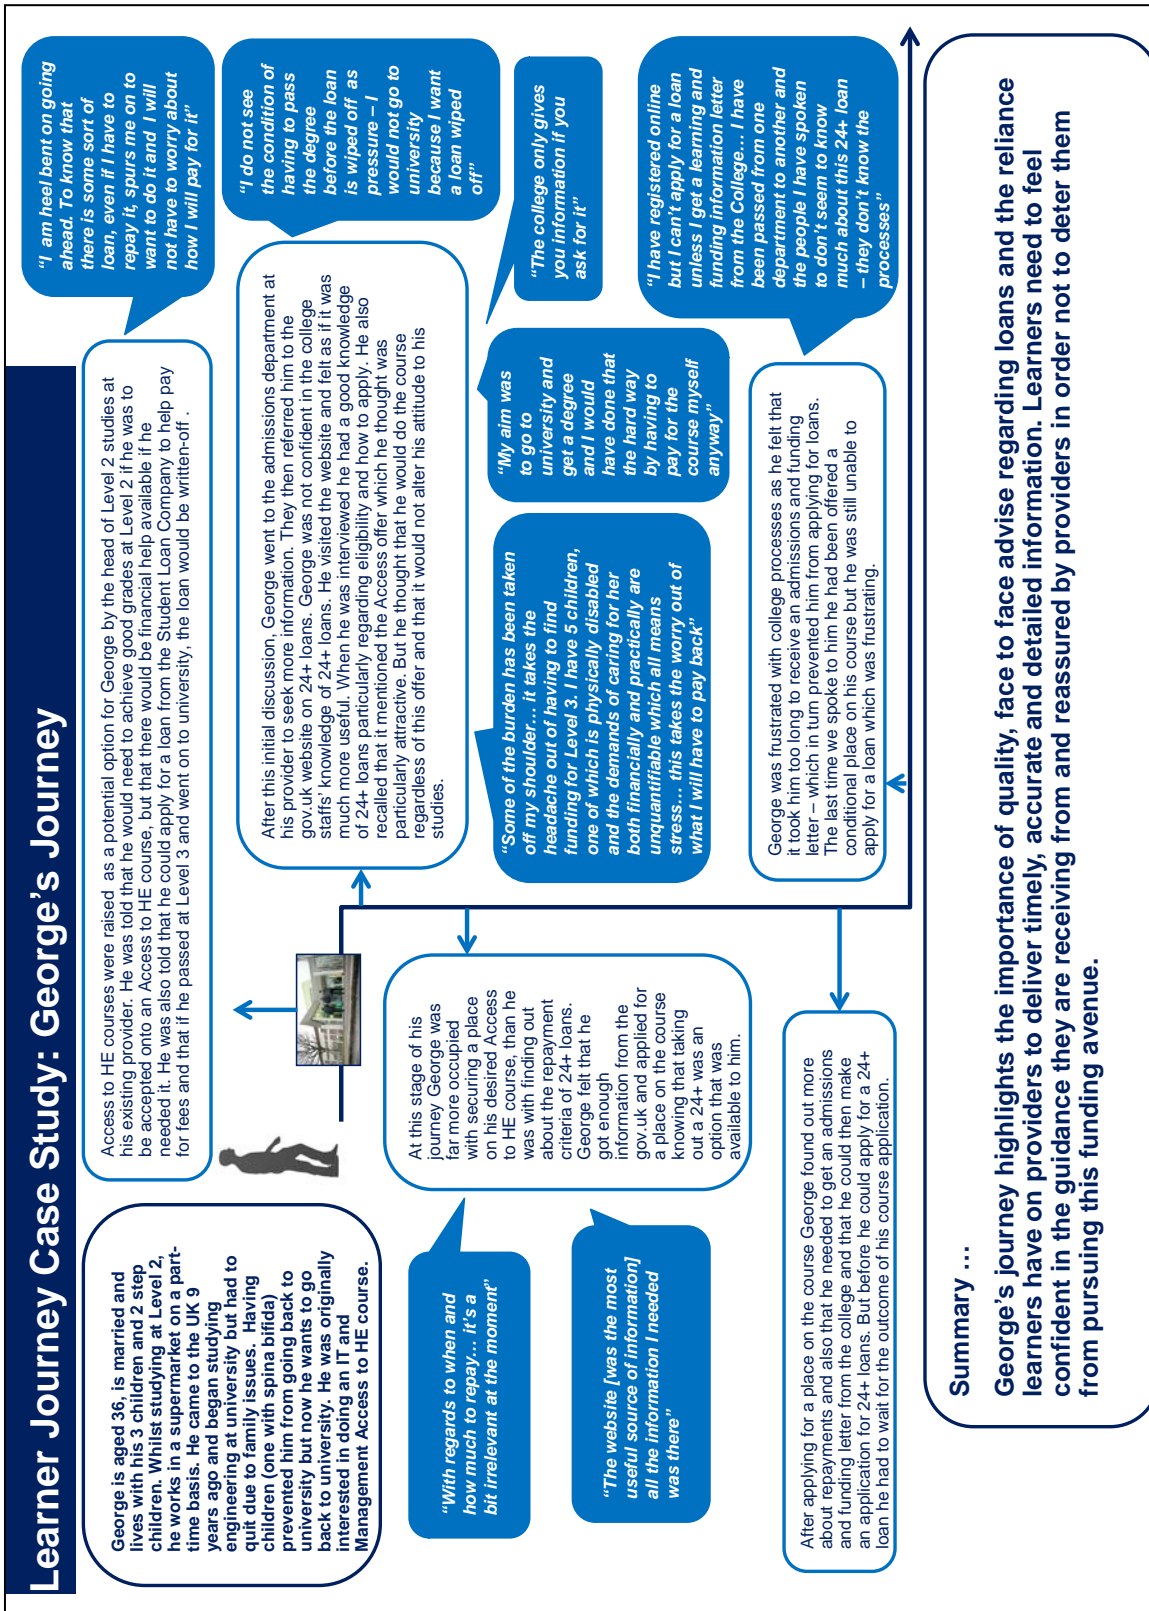 Learner Journey Case Study: George's Journey
George is aged 36, is married and
lives with his 3 children and 2 step
children. Whilst studying at Level 2,
he works in a supermarket on a part-
time basis. He came to the UK 9
years ago and began studying
engineering at university but had to
quit due to family issues. Having
children (one with spina bifida)
prevented him from going back to
university but now he wants to go
back to university. He was originally
interested in doing an IT and
Management Access to HE course.
Access to HE courses were raised as a potential option for George by the head of Level 2 studies at
his existing provider. He was told that he would need to achieve good grades at Level 2 if he was to
be accepted onto an Access to HE course, but that there would be financial help available if he
needed it. He was also told that he could apply for a loan from the Student Loan Company to help pay
for fees and that if he passed at Level 3 and went on to university, the loan would be written-off .
"I am heel bent on going
ahead. To know that
there is some sort of
loan, even if I have to
repay it, spurs me on to
want to do it and I will
not have to worry about
how I will pay for it"
After this initial discussion, George went to the admissions department at
his provider to seek more information. They then referred him to the
gov.uk website on 24+ loans. George was not confident in the college
staffs' knowledge of 24+ loans. He visited the website and felt as if it was
much more useful. When he was interviewed he had a good knowledge
of 24+ loans particularly regarding eligibility and how to apply. He also
recalled that it mentioned the Access offer which he thought was
particularly attractive. But he thought that he would do the course
regardless of this offer and that it would not alter his attitude to his
studies.
"I do not see
the condition of
having to pass
the degree
before the loan
is wiped off as
pressure – I
would not go to
university
because I want
a loan wiped
off"
"The college only gives
you information if you
ask for it"
"My aim was
to go to
university and
get a degree
and I would
have done that
the hard way
by having to
pay for the
course myself
anyway"
"Some of the burden has been taken
off my shoulder… it takes the
headache out of having to find
funding for Level 3. I have 5 children,
one of which is physically disabled
and the demands of caring for her
both financially and practically are
unquantifiable which all means
stress… this takes the worry out of
what I will have to pay back"
At this stage of his
journey George was
far more occupied
with securing a place
on his desired Access
to HE course, than he
was with finding out
about the repayment
criteria of 24+ loans.
George felt that he
got enough
information from the
gov.uk and applied for
a place on the course
knowing that taking
out a 24+ was an
option that was
available to him.
"With regards to when and
how much to repay… it's a
bit irrelevant at the moment"
"The website [was the most
useful source of information]
all the information I needed
was there"
After applying for a place on the course George found out more
about repayments and also that he needed to get an admissions
and funding letter from the college and that he could then make
an application for 24+ loans. But before he could apply for a 24+
loan he had to wait for the outcome of his course application.
George was frustrated with college processes as he felt that
it took him too long to receive an admissions and funding
letter – which in turn prevented him from applying for loans.
The last time we spoke to him he had been offered a
conditional place on his course but he was still unable to
apply for a loan which was frustrating.
"I have registered online
but I can't apply for a loan
unless I get a learning and
funding information letter
from the College… I have
been passed from one
department to another and
the people I have spoken
to don't seem to know
much about this 24+ loan
– they don't know the
processes"
Summary …
George's journey highlights the importance of quality, face to face advise regarding loans and the reliance
learners have on providers to deliver timely, accurate and detailed information. Learners need to feel
confident in the guidance they are receiving from and reassured by providers in order not to deter them
from pursuing this funding avenue.